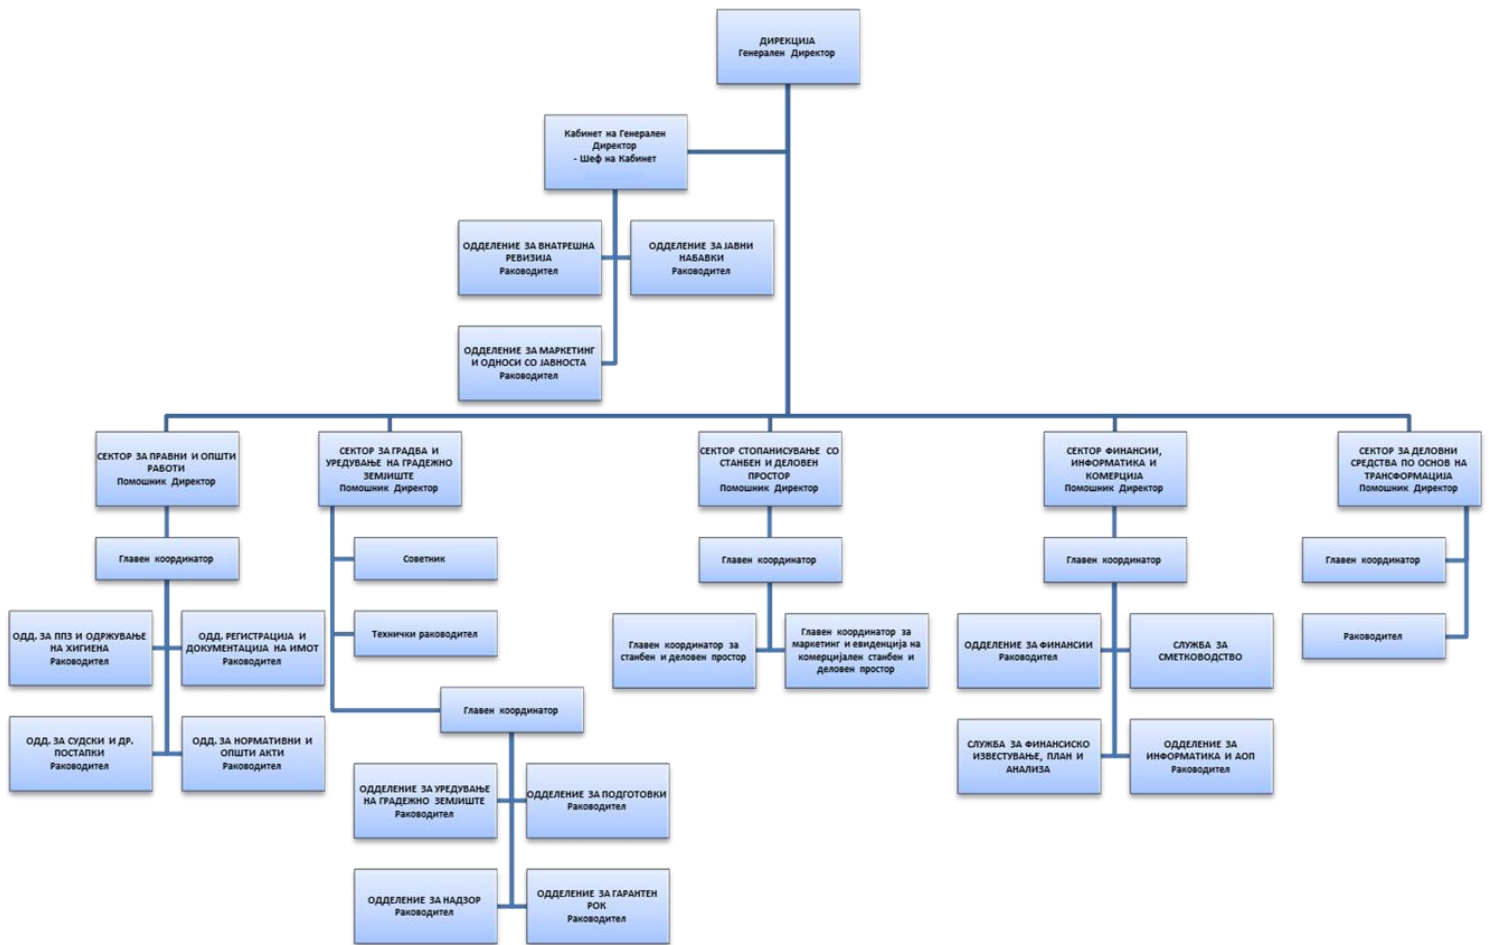 ДИРЕКЦИЈА
Генерален Директор
Кабинет на Генерален
Директор
- Шеф на Кабинет
ОДДЕЛЕНИЕ ЗА ВНАТРЕШНА
РЕВИЗИЈА
Раководител
ОДДЕЛЕНИЕ ЗА ЈАВНИ
НАБАВКИ
Раководител
ОДДЕЛЕНИЕ ЗА МАРКЕТИНГ
И ОДНОСИ СО ЈАВНОСТА
Раководител
СЕКТОР ЗА ПРАВНИ И ОПШТИ
РАБОТИ
Помошник Директор
СЕКТОР ЗА ГРАДБА И
УРЕДУВАЊЕ НА ГРАДЕЖНО
ЗЕМЈИШТЕ
Помошник Директор
СЕКТОР СТОПАНИСУВАЊЕ СО
СТАНБЕН И ДЕЛОВЕН
ПРОСТОР
Помошник Директор
СЕКТОР ФИНАНСИИ,
ИНФОРМАТИКА И
КОМЕРЦИЈА
Помошник Директор
СЕКТОР ЗА ДЕЛОВНИ
СРЕДСТВА ПО ОСНОВ НА
ТРАНСФОРМАЦИЈА
Помошник Директор
Главен координатор
Советник
Главен координатор
Главен координатор
Главен координатор
ОДД. ЗА ППЗ И ОДРЖУВАЊЕ
НА ХИГИЕНА
Раководител
ОДД. РЕГИСТРАЦИЈА И
ДОКУМЕНТАЦИЈА НА ИМОТ
Раководител
Технички раководител
Главен координатор за
станбен и деловен простор
Главен координатор за
маркетинг и евиденција на
комерцијален станбен и
деловен простор
ОДДЕЛЕНИЕ ЗА ФИНАНСИИ
Раководител
СЛУЖБА ЗА
СМЕТКОВОДСТВО
Раководител
ОДД. ЗА СУДСКИ И ДР.
ПОСТАПКИ
Раководител
ОДД. ЗА НОРМАТИВНИ И
ОПШТИ АКТИ
Раководител
Главен координатор
СЛУЖБА ЗА ФИНАНСИСКО
ИЗВЕСТУВАЊЕ, ПЛАН И
АНАЛИЗА
ОДДЕЛЕНИЕ ЗА
ИНФОРМАТИКА И АОП
Раководител
ОДДЕЛЕНИЕ ЗА УРЕДУВАЊЕ
НА ГРАДЕЖНО ЗЕМЈИШТЕ
Раководител
ОДДЕЛЕНИЕ ЗА ПОДГОТОВКИ
Раководител
ОДДЕЛЕНИЕ ЗА НАДЗОР
Раководител
ОДДЕЛЕНИЕ ЗА ГАРАНТЕН
РОК
Раководител